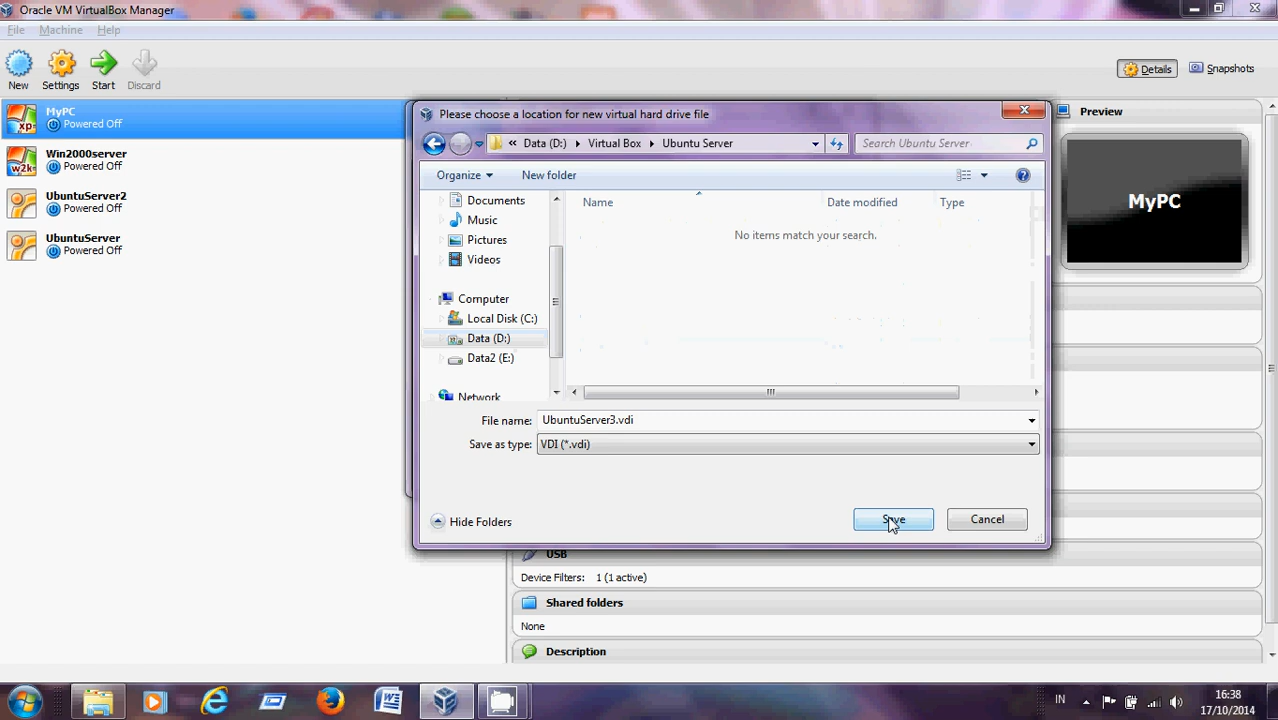 Oracle VM VirtualBox Manager
File Machine Help
New Settings Start Discard
Details Snapshots
MyPC
Powered Off
Win2000server
Powered Off
UbuntuServer2
Powered Off
UbuntuServer
Powered Off
xp
w2k
Please choose a location for new virtual hard drive file
« Data (D:) Virtual Box Ubuntu Server
Search Ubuntu Server
Organize New folder
Documents
Music
Pictures
Videos
Computer
Local Disk (C:)
Data (D:)
Data2 (E:)
Network
Name Date modified Type
No items match your search.
File name: UbuntuServer3.vdi
Save as type: VDI (*.vdi)
Hide Folders
Save Cancel
Preview
MyPC
USB
Device Filters: 1 (1 active)
Shared folders
None
Description
IN
16:38
17/10/2014